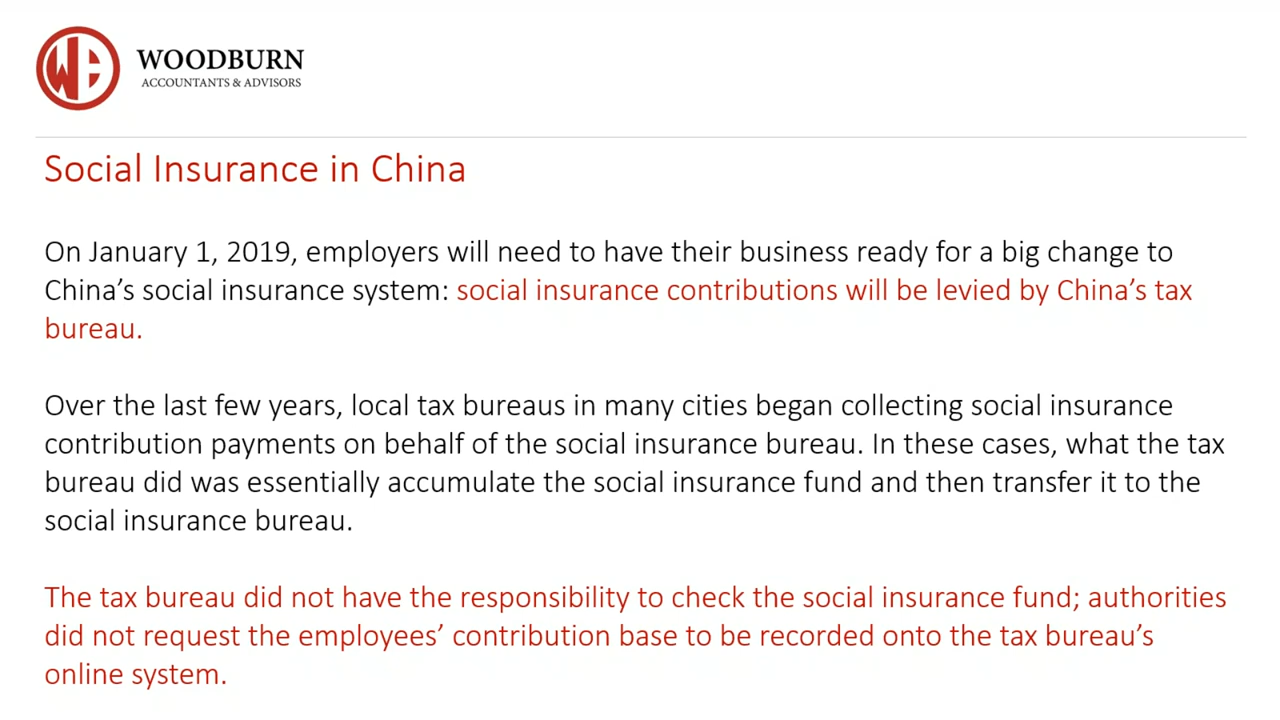 WOODBURN
ACCOUNTANTS & ADVISORS
Social Insurance in China
On January 1, 2019, employers will need to have their business ready for a big change to
China’s social insurance system: social insurance contributions will be levied by China’s tax
bureau.
Over the last few years, local tax bureaus in many cities began collecting social insurance
contribution payments on behalf of the social insurance bureau. In these cases, what the tax
bureau did was essentially accumulate the social insurance fund and then transfer it to the
social insurance bureau.
The tax bureau did not have the responsibility to check the social insurance fund; authorities
did not request the employees’ contribution base to be recorded onto the tax bureau’s
online system.